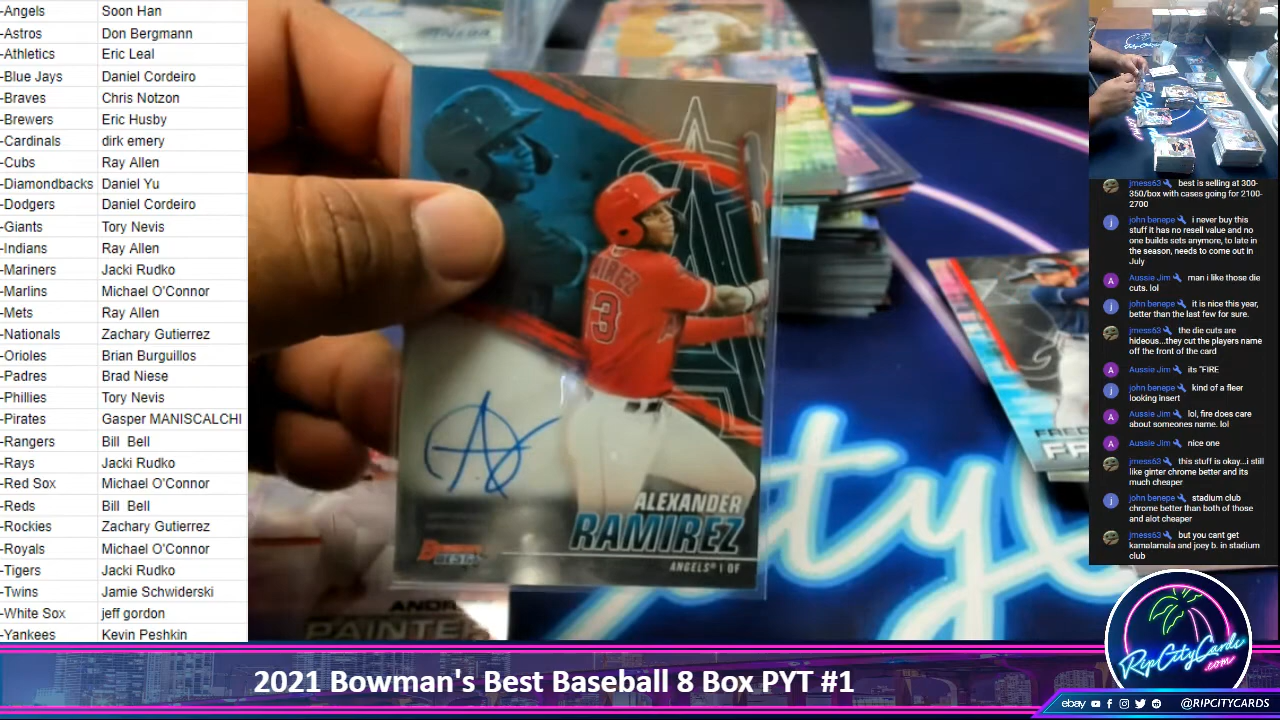 -Angels Soon Han
-Astros Don Bergmann
-Athletics Eric Leal
-Blue Jays Daniel Cordeiro
-Braves Chris Notzon
-Brewers Eric Husby
-Cardinals dirk emery
-Cubs Ray Allen
-Diamondbacks Daniel Yu
-Dodgers Daniel Cordeiro
-Giants Tory Nevis
-Indians Ray Allen
-Mariners Jacki Rudko
-Marlins Michael O'Connor
-Mets Ray Allen
-Nationals Zachary Gutierrez
-Orioles Brian Burguillos
-Padres Brad Niese
-Phillies Tory Nevis
-Pirates Gasper MANISCALCHI
-Rangers Bill Bell
-Rays Jacki Rudko
-Red Sox Michael O'Connor
-Reds Bill Bell
-Rockies Zachary Gutierrez
-Royals Michael O'Connor
-Tigers Jacki Rudko
-Twins Jamie Schwiderski
-White Sox jeff gordon
-Yankees Kevin Peshkin
3
ALEXANDER
RAMIREZ
ANGELS® | OF
BEST
PAINTER
jmess63 best is selling at 300-
350/box with cases going for 2100-
2700
john benepe i never buy this
stuff it has no resell value and no
one builds sets anymore, to late in
the season, needs to come out in
July
Aussie Jim man i like those die
cuts. lol
john benepe it is nice this year,
better than the last few for sure.
jmess63 the die cuts are
hideous...they cut the players name
off the front of the card
Aussie Jim its "FIRE
john benepe kind of a fleer
looking insert
Aussie Jim lol, fire does care
about someones name. lol
Aussie Jim nice one
jmess63 this stuff is okay...i still
like ginter chrome better and its
much cheaper
john benepe stadium club
chrome better than both of those
and alot cheaper
jmess63 but you cant get
kamalamala and joey b. in stadium
club
RipCityCards
.com
2021 Bowman's Best Baseball 8 Box PYT #1
ebay @RIPCITYCARDS